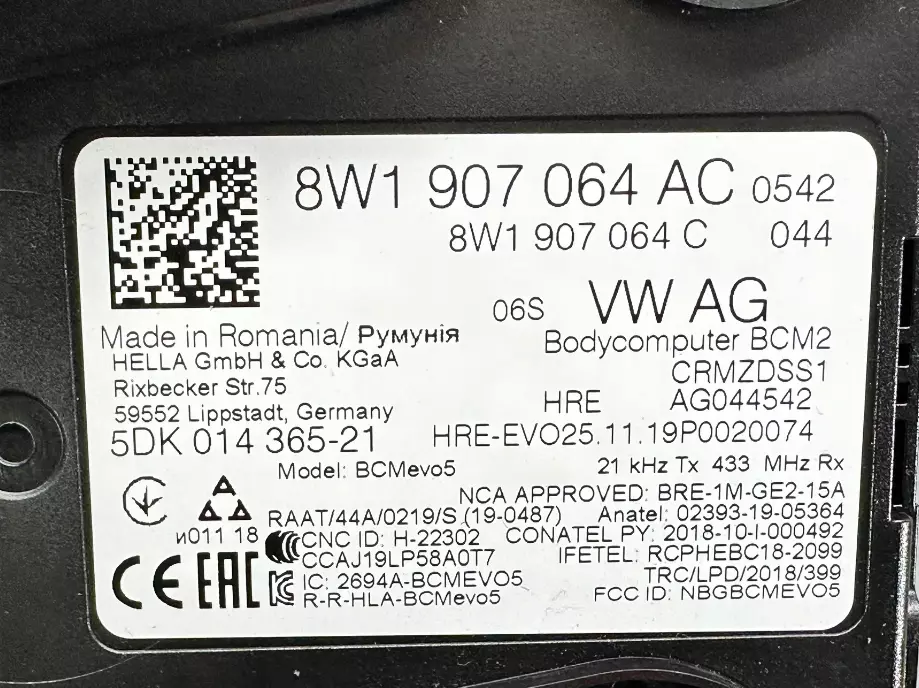 8W1 907 064 AC 0542
8W1 907 064 C 044
06S VW AG
Made in Romania/ Румунія
Bodycomputer BCM2
HELLA GmbH & Co. KGaA
CRMZDSS1
Rixbecker Str.75
HRE AG044542
59552 Lippstadt, Germany
5DK 014 365-21
HRE-EVO25.11.19P0020074
Model: BCMevo5
21 kHz Tx 433 MHz Rx
NCA APPROVED: BRE-1M-GE2-15A
RAAT/44A/0219/S (19-0487) Anatel: 02393-19-05364
и011 18
CNC ID: H-22302 CONATEL PY: 2018-10-I-000492
CCAJ19LP58A0T7 IFETEL: RCPHEBC18-2099
IC: 2694A-BCMEVO5 TRC/LPD/2018/399
R-R-HLA-BCMevo5 FCC ID: NBGBCMEVO5
CE EAC